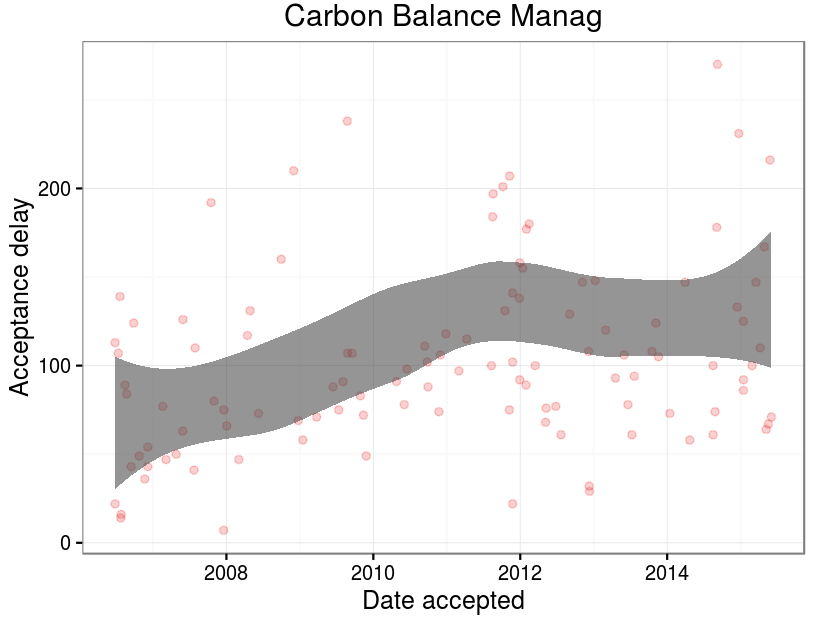 Carbon Balance Manag
Acceptance delay
200
100
0
2008 2010 2012 2014
Date accepted